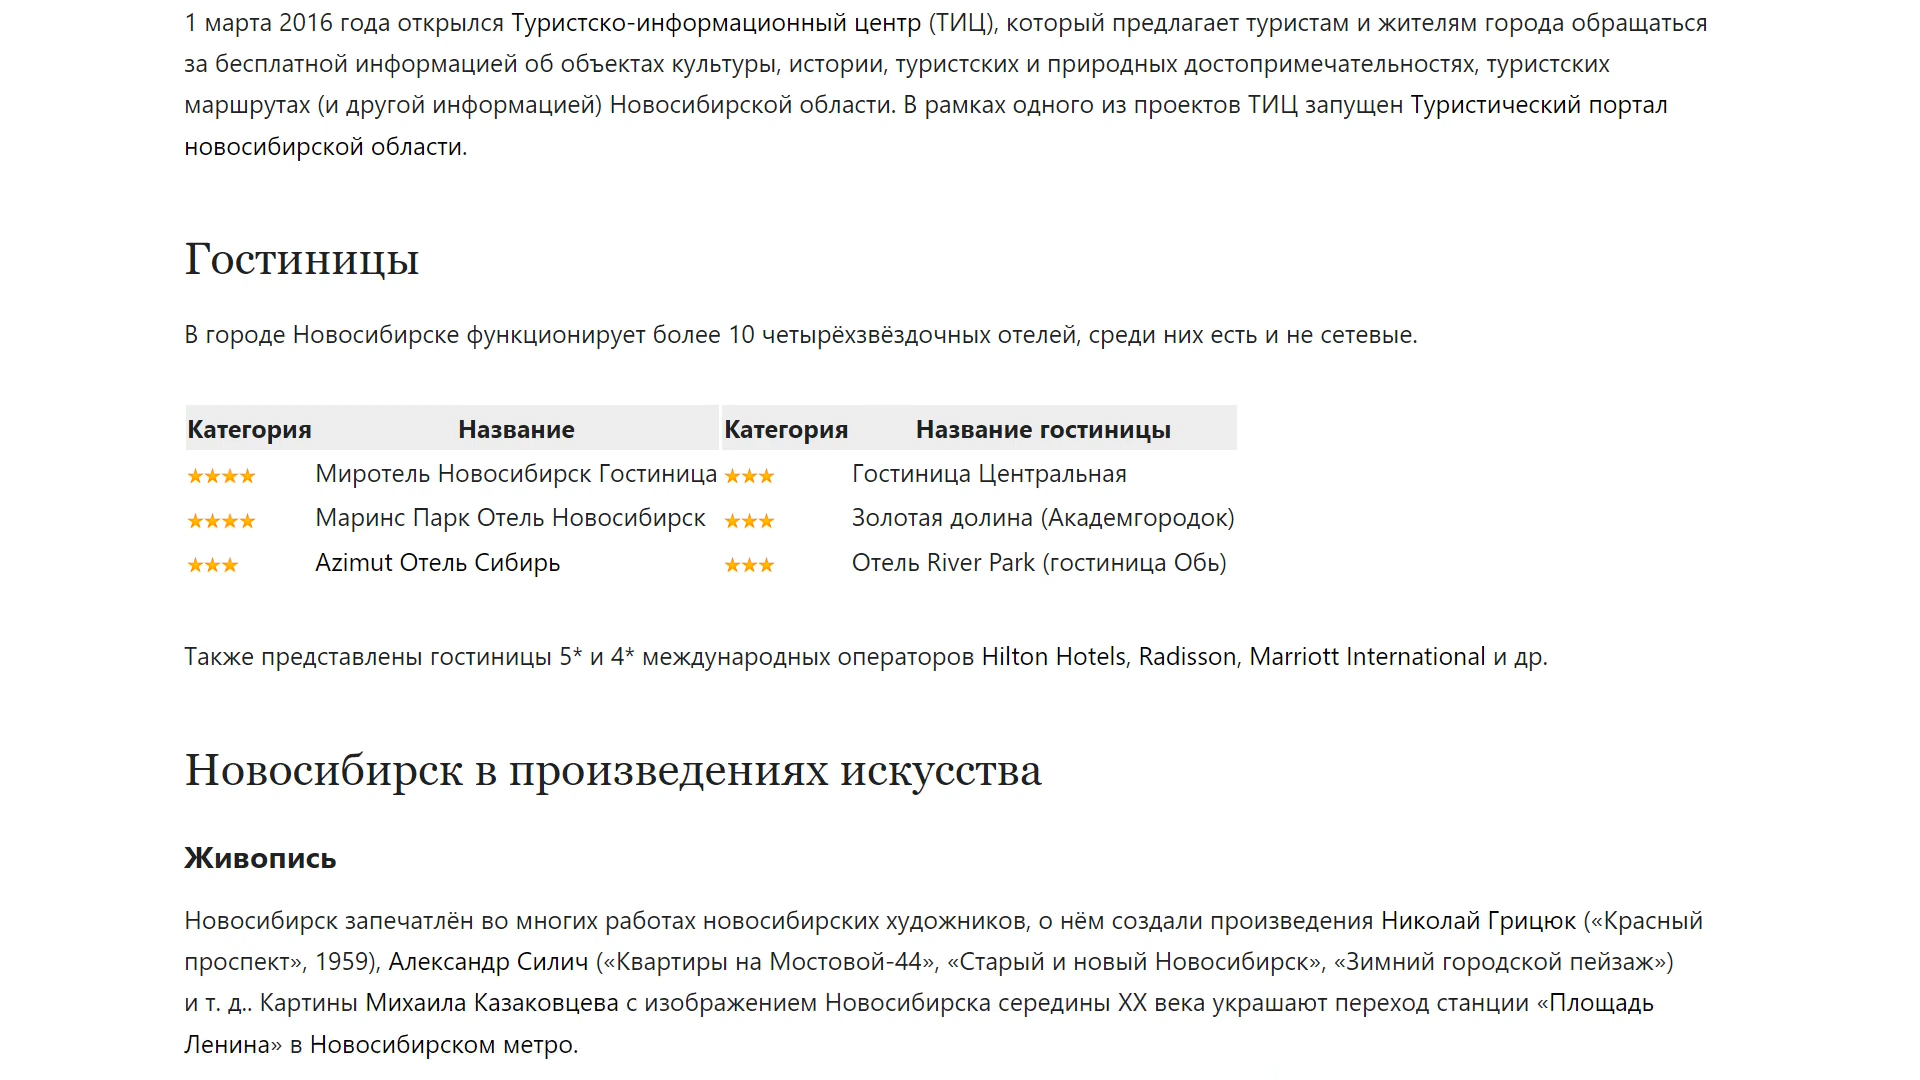 1 марта 2016 года открылся Туристско-информационный центр (ТИЦ), который предлагает туристам и жителям города обращаться
за бесплатной информацией об объектах культуры, истории, туристских и природных достопримечательностях, туристских
маршрутах (и другой информацией) Новосибирской области. В рамках одного из проектов ТИЦ запущен Туристический портал
новосибирской области.
Гостиницы
В городе Новосибирске функционирует более 10 четырёхзвёздочных отелей, среди них есть и не сетевые.
Категория Название Категория Название гостиницы
Миротель Новосибирск Гостиница Гостиница Центральная
Маринс Парк Отель Новосибирск Золотая долина (Академгородок)
Azimut Отель Сибирь Отель River Park (гостиница Обь)
Также представлены гостиницы 5* и 4* международных операторов Hilton Hotels, Radisson, Marriott International и др.
Новосибирск в произведениях искусства
Живопись
Новосибирск запечатлён во многих работах новосибирских художников, о нём создали произведения Николай Грицюк («Красный
проспект», 1959), Александр Силич («Квартиры на Мостовой-44», «Старый и новый Новосибирск», «Зимний городской пейзаж»)
и т. д.. Картины Михаила Казаковцева с изображением Новосибирска середины XX века украшают переход станции «Площадь
Ленина» в Новосибирском метро.